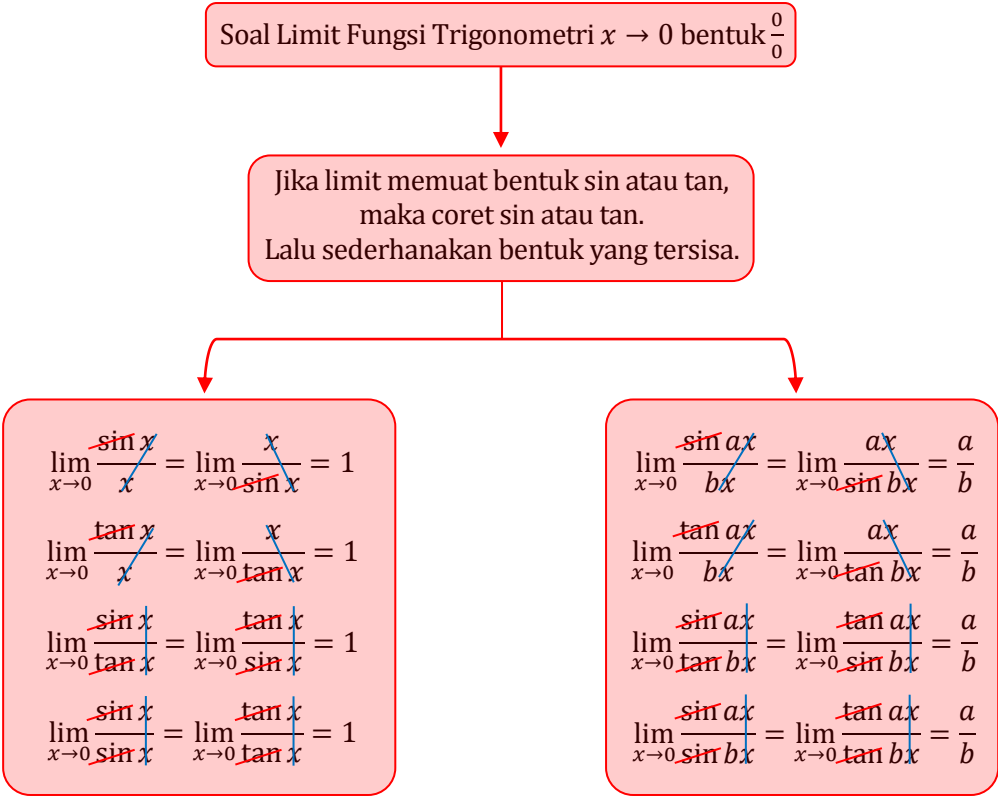 Soal Limit Fungsi Trigonometri x → 0 bentuk 0/0
Jika limit memuat bentuk sin atau tan,
maka coret sin atau tan.
Lalu sederhanakan bentuk yang tersisa.
lim x→0 sin x / x = lim x→0 x / sin x = 1
lim x→0 tan x / x = lim x→0 x / tan x = 1
lim x→0 sin x / tan x = lim x→0 tan x / sin x = 1
lim x→0 sin x / sin x = lim x→0 tan x / tan x = 1
lim x→0 sin ax / bx = lim x→0 ax / sin bx = a/b
lim x→0 tan ax / bx = lim x→0 ax / tan bx = a/b
lim x→0 sin ax / tan bx = lim x→0 tan ax / sin bx = a/b
lim x→0 sin ax / sin bx = lim x→0 tan ax / tan bx = a/b